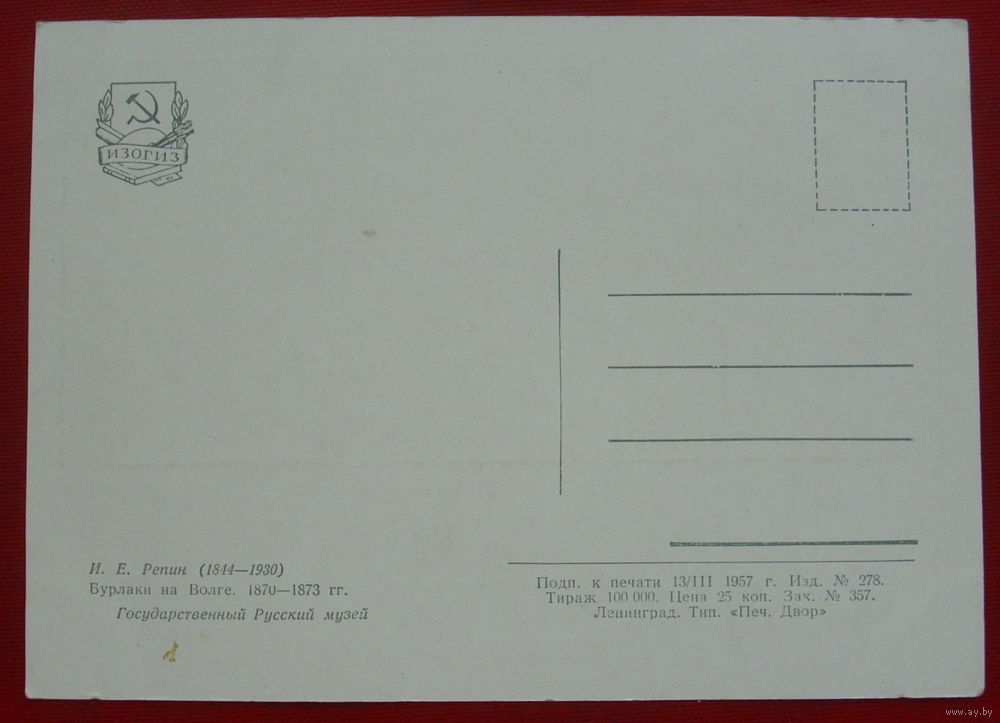 ИЗОГИЗ
И. Е. Репин (1844—1930)
Бурлаки на Волге. 1870—1873 гг.
Государственный Русский музей
Подп. к печати 13/III 1957 г. Изд. № 278.
Тираж 100 000. Цена 25 коп. Зак. № 357.
Ленинград. Тип. «Печ. Двор»
www.ay.by